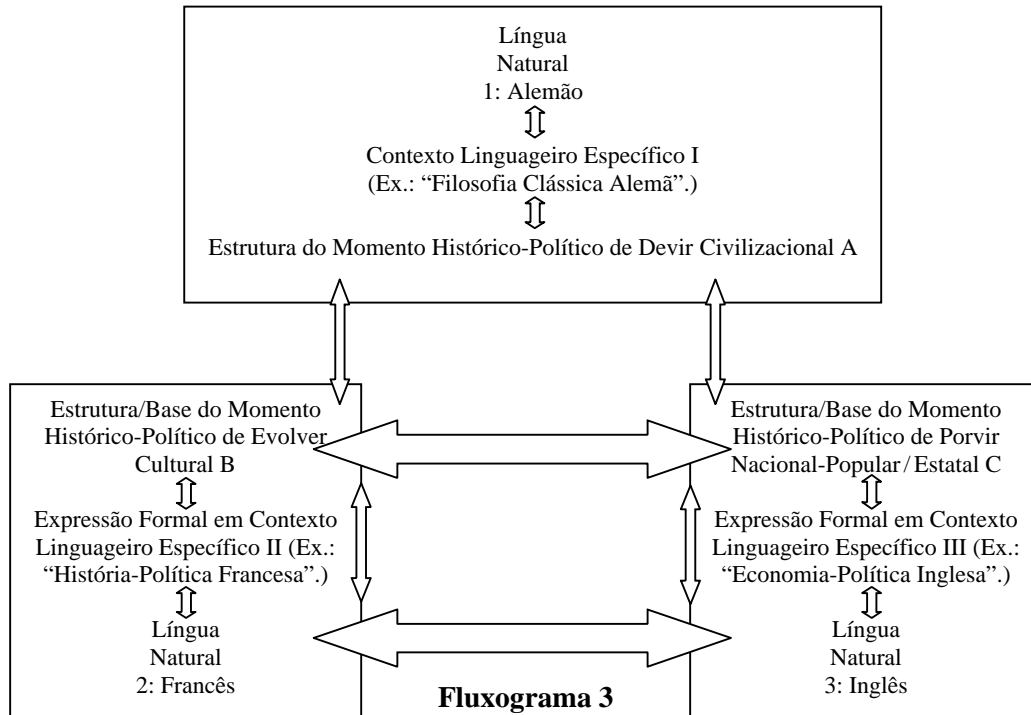 Língua
Natural
1: Alemão
Contexto Linguageiro Específico I
(Ex.: “Filosofia Clássica Alemã”.)
Estrutura do Momento Histórico-Político de Devir Civilizacional A
Estrutura/Base do Momento
Histórico-Político de Evolver
Cultural B
Expressão Formal em Contexto
Linguageiro Específico II (Ex.:
“História-Política Francesa”.)
Língua
Natural
2: Francês
Estrutura/Base do Momento
Histórico-Político de Porvir
Nacional-Popular/Estatal C
Expressão Formal em Contexto
Linguageiro Específico III (Ex.:
“Economia-Política Inglesa”.)
Língua
Natural
3: Inglês
Fluxograma 3